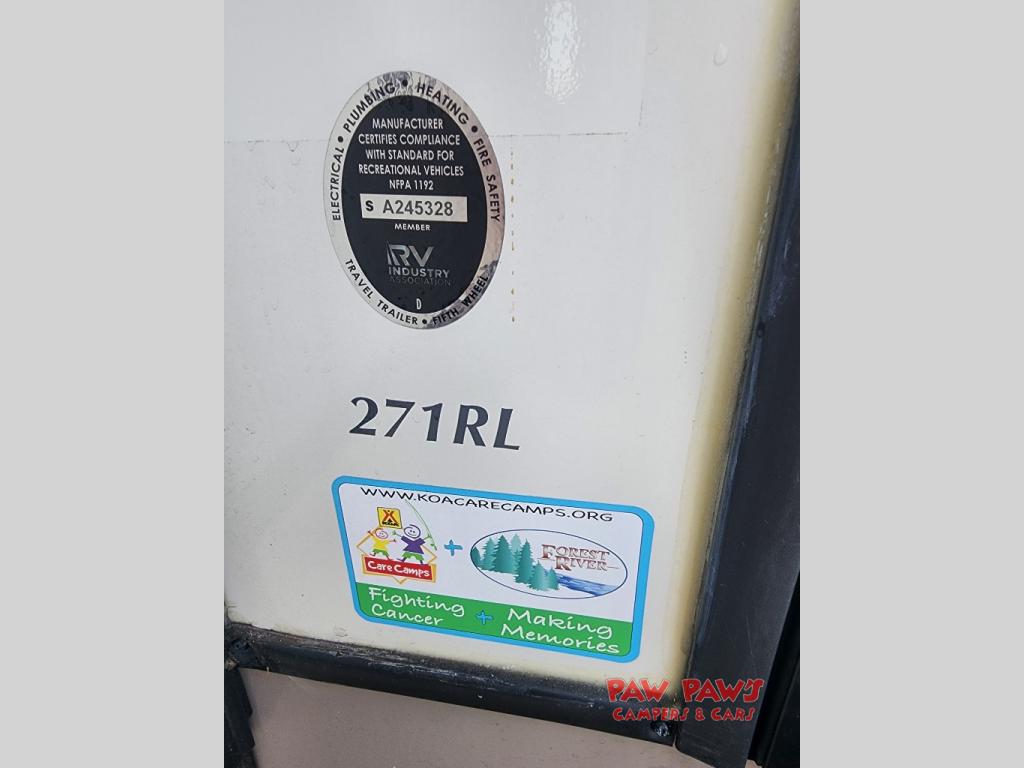 ELECTRICAL • PLUMBING • HEATING • FIRE SAFETY
MANUFACTURER
CERTIFIES COMPLIANCE
WITH STANDARD FOR
RECREATIONAL VEHICLES
NFPA 1192
S A245328
MEMBER
RV
INDUSTRY
ASSOCIATION
D
TRAVEL TRAILER • FIFTH WHEEL
271RL
WWW.KOACARECAMPS.ORG
Care Camps
+
FOREST
RIVER
Fighting
Cancer
+
Making
Memories
PAW PAW'S
CAMPERS & CARS